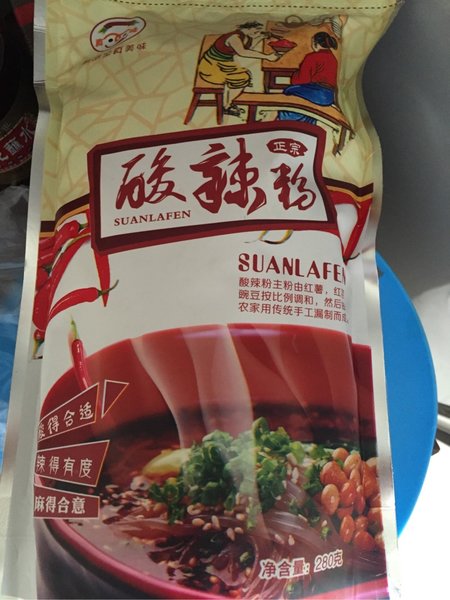 正宗
酸辣粉
SUANLAFEN
SUANLAFEN
酸辣粉主粉由红薯，红
豌豆按比例调和，然后
农家用传统手工漏制而成
酸得合适
辣得有度
麻得合意
净含量：280克